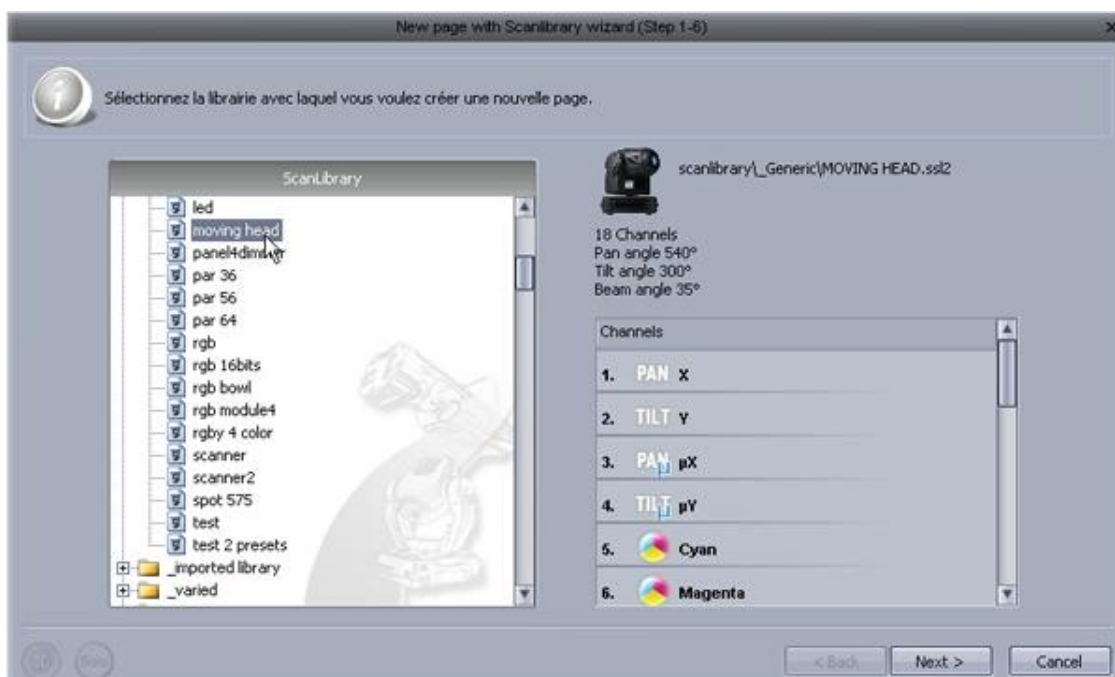 New page with Scanlibrary wizard (Step 1-6)
Sélectionnez la librairie avec laquel vous voulez créer une nouvelle page.
ScanLibrary
led
moving head
panel4dimmer
par 36
par 56
par 64
rgb
rgb 16bits
rgb bowl
rgb module4
rgby 4 color
scanner
scanner2
spot 575
test
test 2 presets
_imported library
_varied
scanlibrary\_Generic\MOVING HEAD.ssl2
18 Channels
Pan angle 540°
Tilt angle 300°
Beam angle 35°
Channels
1. PAN X
2. TILT Y
3. PAN µ µX
4. TILT µ µY
5. Cyan
6. Magenta
< Back
Next >
Cancel